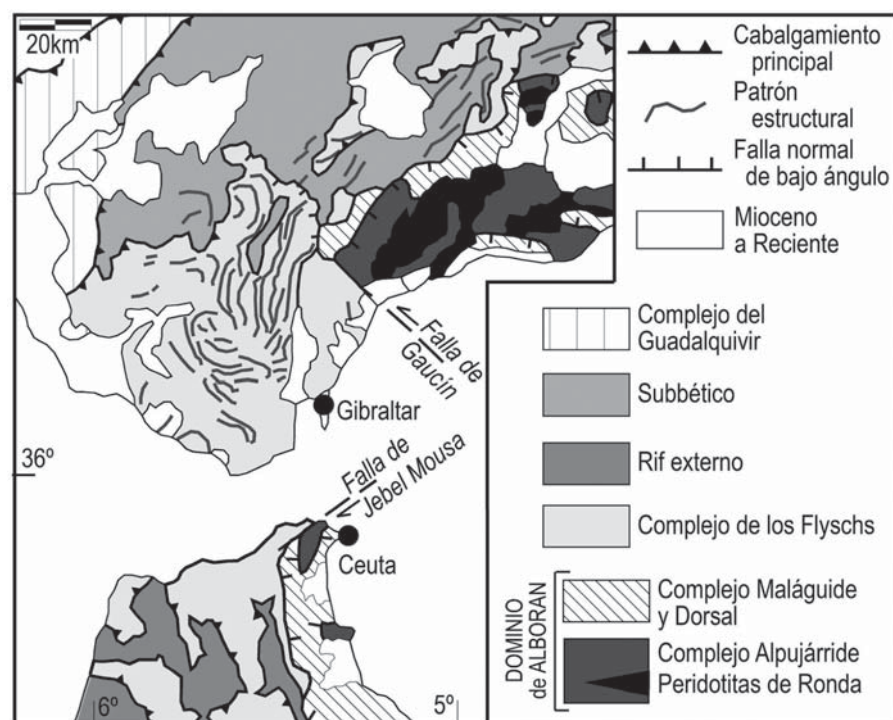 20km
Cabalgamiento
principal
Patrón
estructural
Falla normal
de bajo ángulo
Mioceno
a Reciente
Falla de
Gaucín
Complejo del
Guadalquivir
Subbético
Gibraltar
36º
Falla de
Jebel Mousa
Rif externo
Complejo de los Flyschs
Ceuta
DOMINIO
de ALBORAN
Complejo Maláguide
y Dorsal
Complejo Alpujárride
Peridotitas de Ronda
6º
5º